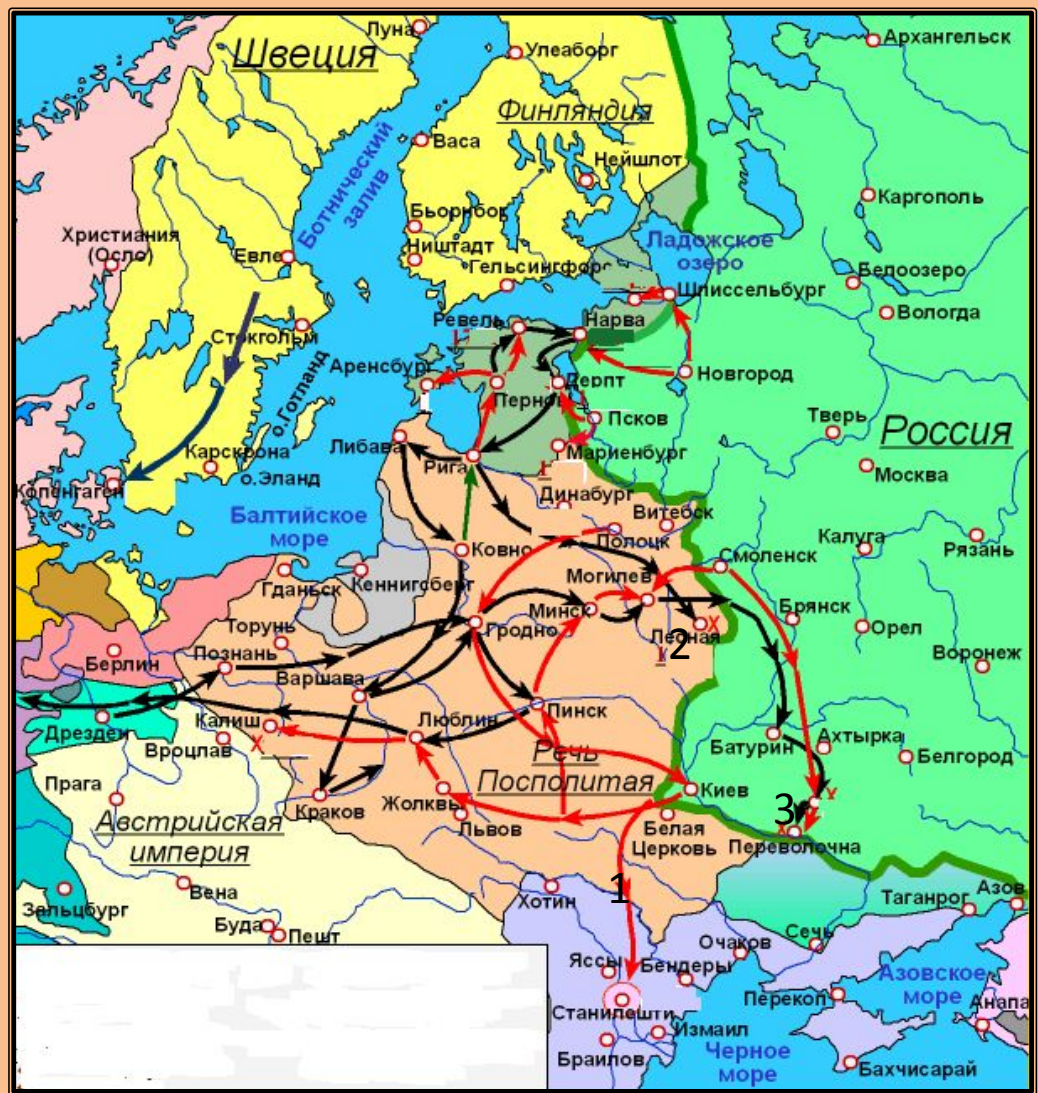 Луна
Архангельск
Улеаборг
Швеция
Финляндия
Васа
Нейшлот
Ботнический
залив
Каргополь
Бьорнбог
Христиания
(Осло)
Ништадт
Ладожское
озеро
Евле
Гельсингфорс
Белоозеро
Шлиссельбург
Вологда
Ревель
Нарва
Стокгольм
Аренсбург
Дерпт
Новгород
Пернов
о.Готланд
Псков
Тверь
Россия
Либава
Мариенбург
Карскрона
Рига
Москва
о.Эланд
Копенгаген
Динабург
Витебск
Балтийское
море
Полоцк
Калуга
Рязань
Ковно
Смоленск
Кеннигсберг
Гданьск
Могилев
Брянск
Торунь
Минск
Гродно
Лесная
X
Орел
2
Берлин
Познань
Варшава
Воронеж
Калиш
Люблин
Пинск
Дрезден
X
Вроцлав
Батурин
Ахтырка
Белгород
Речь
Посполитая
Прага
Краков
Жолквы
Киев
X
3
Австрийская
империя
Львов
Белая
Церковь
Переволочна
Вена
Хотин
1
Зальцбург
Таганрог
Азов
Буда
Пешт
Сечь
Очаков
Яссы
Бендеры
Азовское
море
Перекоп
Анапа
Станилешти
Измаил
Браилов
Черное
море
Бахчисарай